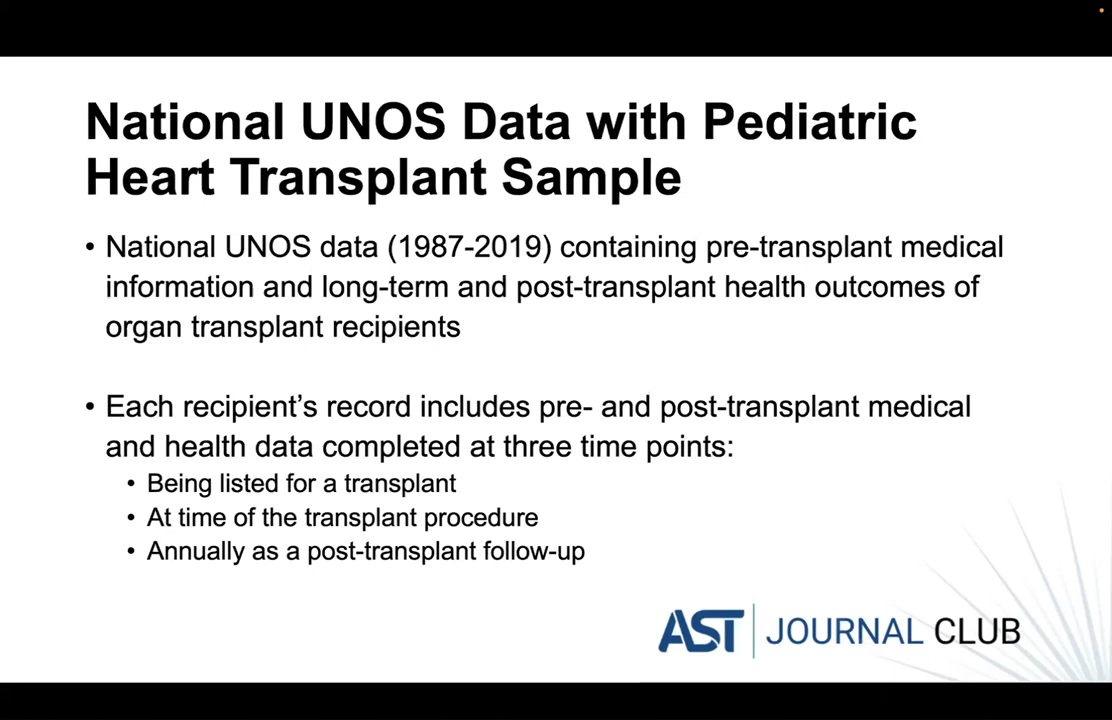 National UNOS Data with Pediatric
Heart Transplant Sample
• National UNOS data (1987-2019) containing pre-transplant medical
information and long-term and post-transplant health outcomes of
organ transplant recipients
• Each recipient’s record includes pre- and post-transplant medical
and health data completed at three time points:
• Being listed for a transplant
• At time of the transplant procedure
• Annually as a post-transplant follow-up
AST JOURNAL CLUB